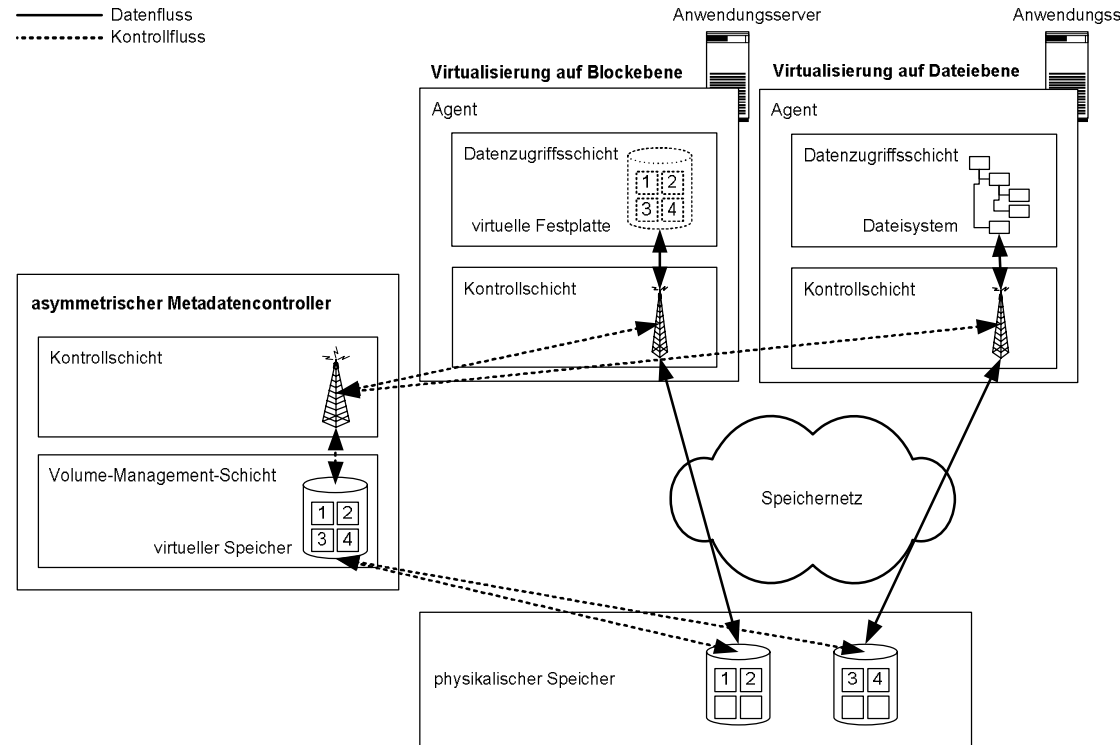 Datenfluss
Kontrollfluss
Anwendungsserver
Anwendungss
Virtualisierung auf Blockebene
Virtualisierung auf Dateiebene
Agent
Datenzugriffsschicht
1 2
3 4
virtuelle Festplatte
Kontrollschicht
Agent
Datenzugriffsschicht
Dateisystem
Kontrollschicht
asymmetrischer Metadatencontroller
Kontrollschicht
Volume-Management-Schicht
1 2
3 4
virtueller Speicher
Speichernetz
physikalischer Speicher
1 2
3 4